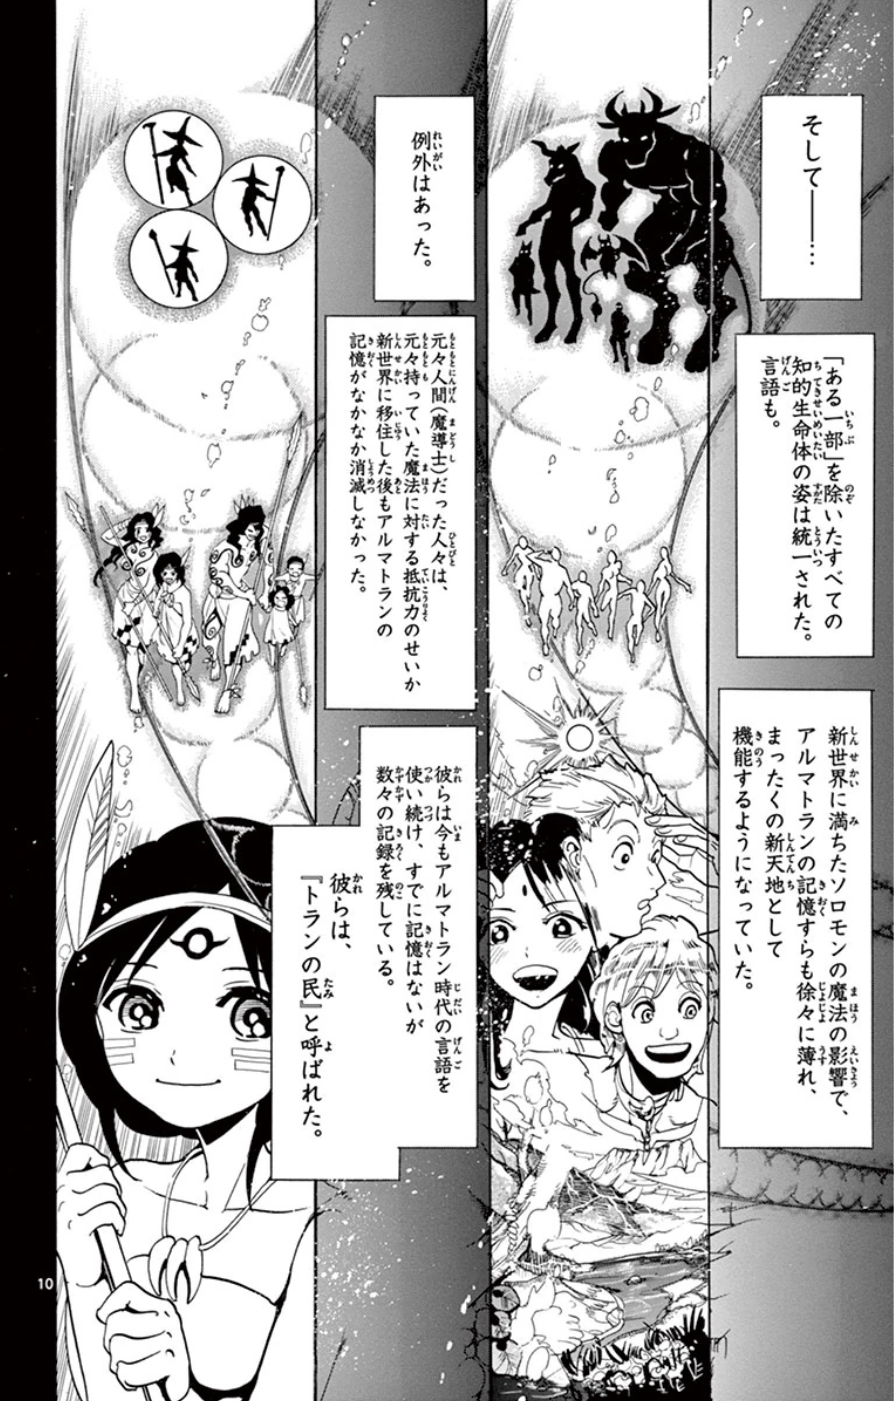 そして――…
「ある一部」を除いたすべての
知的生命体の姿は統一された。
言語も。
新世界に満ちたソロモンの魔法の影響で、
アルマトランの記憶すらも徐々に薄れ、
まったくの新天地として
機能するようになっていた。
例外はあった。
元々人間(魔導士)だった人々は、
元々持っていた魔法に対する抵抗力のせいか
新世界に移住した後もアルマトランの
記憶がなかなか消滅しなかった。
彼らは今もアルマトラン時代の言語を
使い続け、すでに記憶はないが
数々の記録を残している。
彼らは、
『トランの民』と呼ばれた。
10